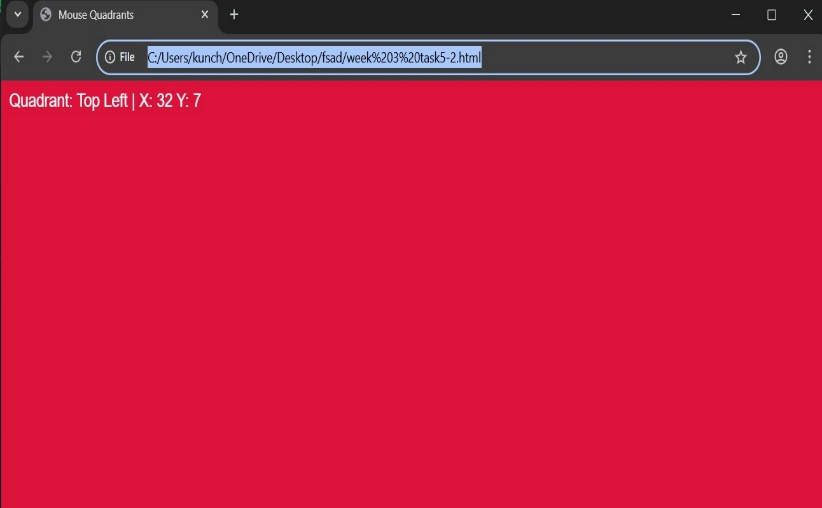 Mouse Quadrants
File C:/Users/kunch/OneDrive/Desktop/fsad/week%203%20task5-2.html
Quadrant: Top Left | X: 32 Y: 7